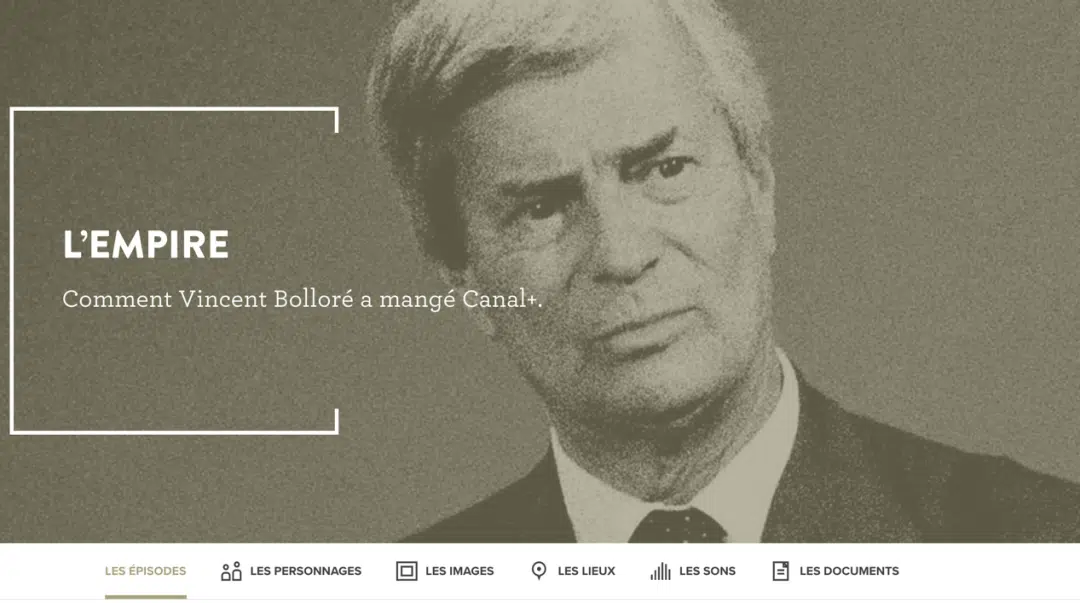 L’EMPIRE
Comment Vincent Bolloré a mangé Canal+.
LES ÉPISODES
LES PERSONNAGES
LES IMAGES
LES LIEUX
LES SONS
LES DOCUMENTS